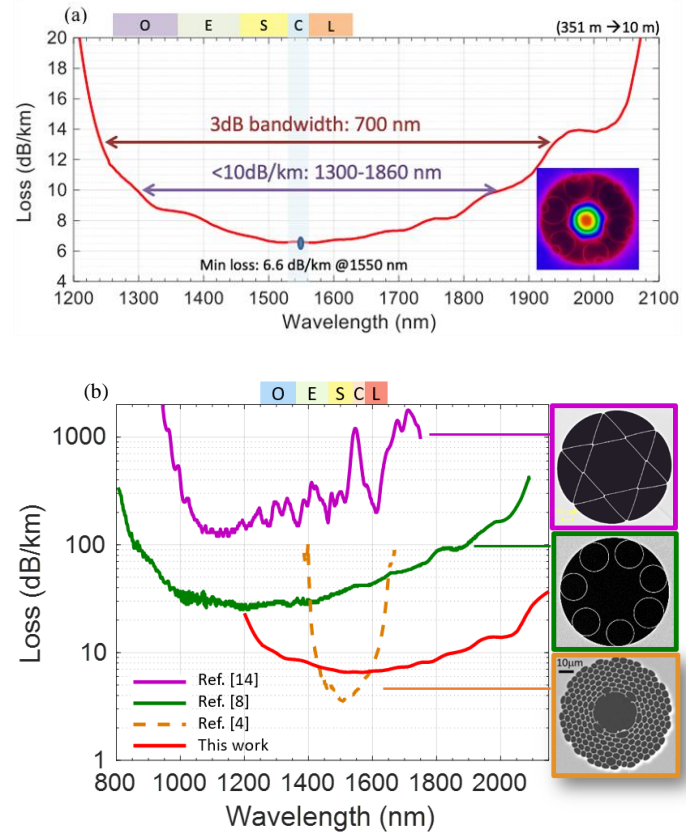 (a)
O E S C L
(351 m → 10 m)
20
18
16
14
12
10
8
6
4
Loss (dB/km)
3dB bandwidth: 700 nm
<10dB/km: 1300-1860 nm
Min loss: 6.6 dB/km @1550 nm
1200 1300 1400 1500 1600 1700 1800 1900 2000 2100
Wavelength (nm)
(b)
O E S C L
1000
100
10
1
Loss (dB/km)
Ref. [14]
Ref. [8]
Ref. [4]
This work
800 1000 1200 1400 1600 1800 2000
Wavelength (nm)
10µm